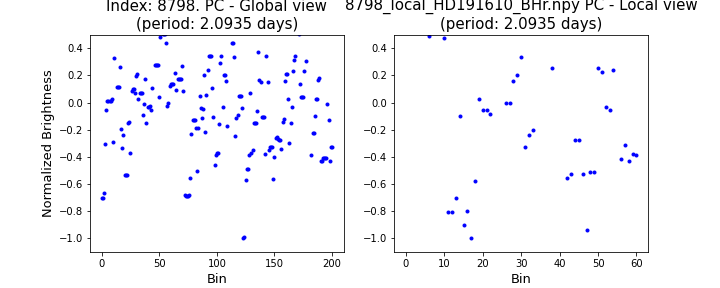 Index: 8798. PC - Global view
(period: 2.0935 days)
8798_local_HD191610_BHr.npy PC - Local view
(period: 2.0935 days)
Normalized Brightness
0.4
0.2
0.0
−0.2
−0.4
−0.6
−0.8
−1.0
0 50 100 150 200
Bin
0.4
0.2
0.0
−0.2
−0.4
−0.6
−0.8
−1.0
0 10 20 30 40 50 60
Bin